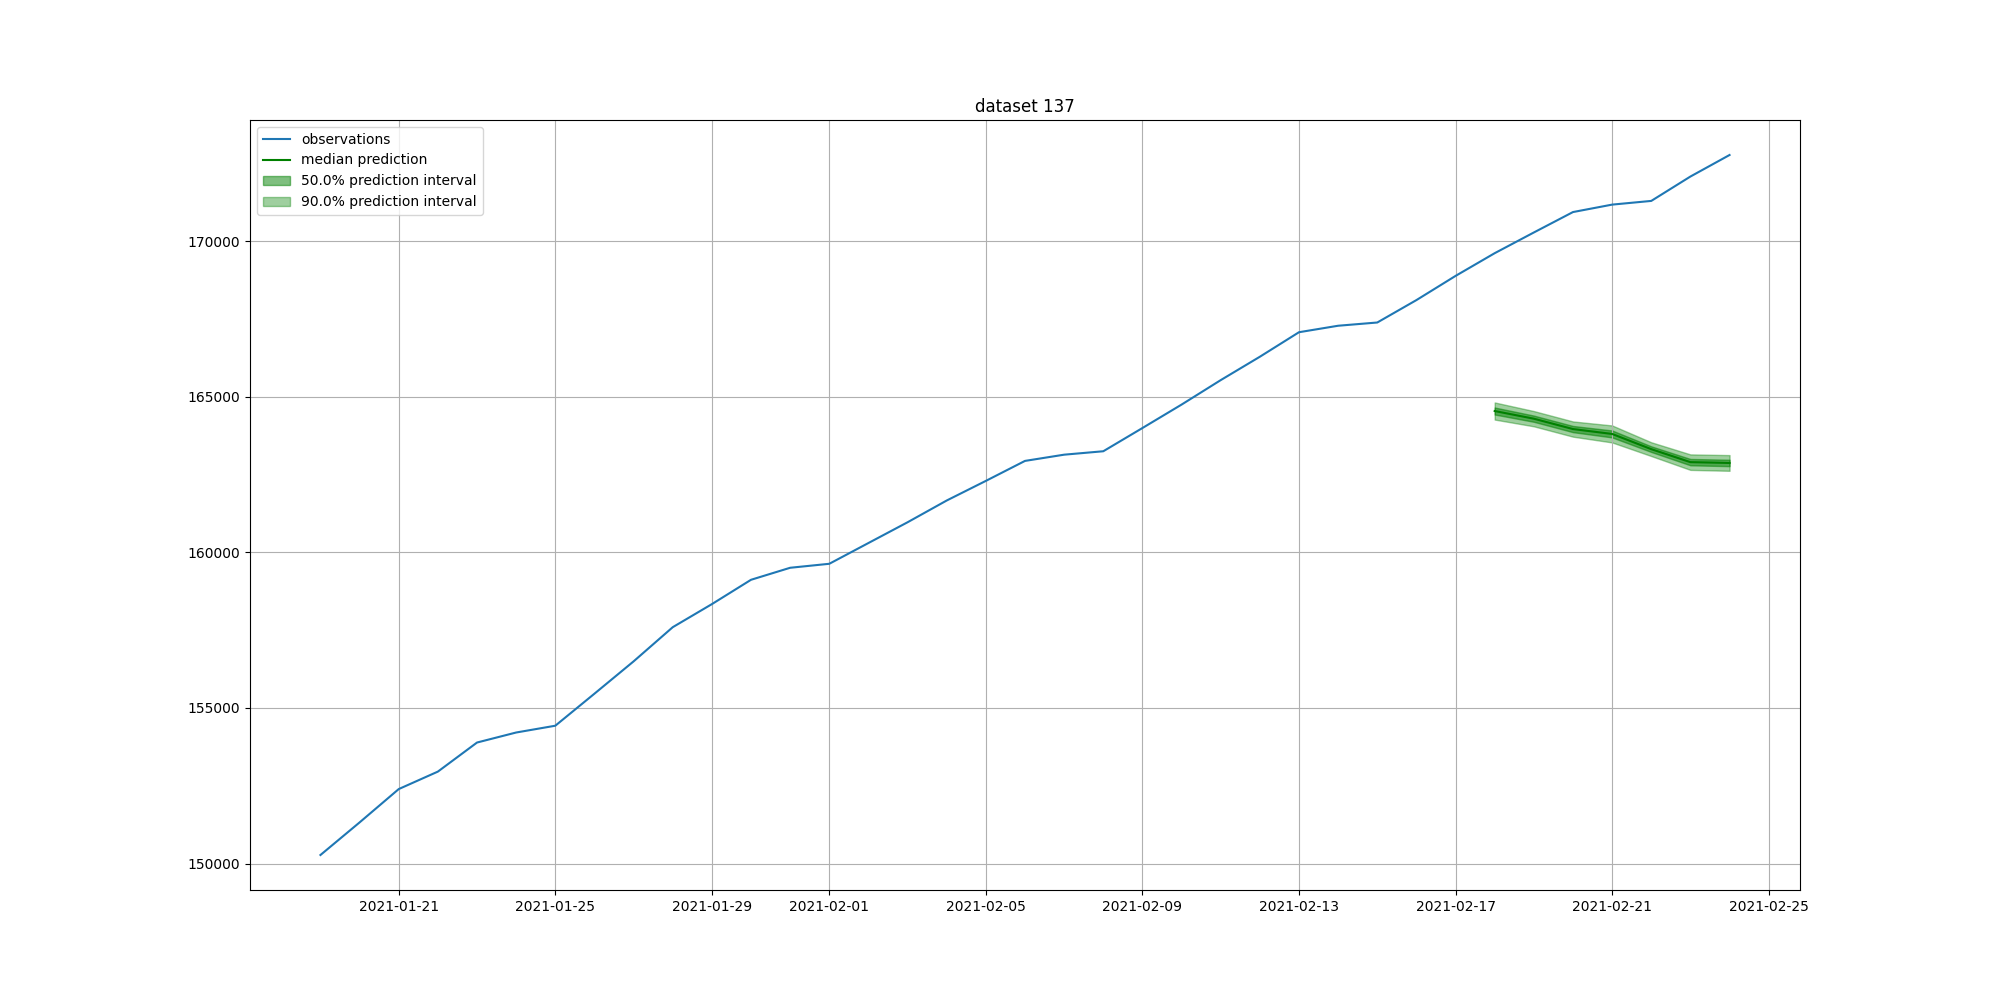 dataset 137
observations
median prediction
50.0% prediction interval
90.0% prediction interval
170000
165000
160000
155000
150000
2021-01-21 2021-01-25 2021-01-29 2021-02-01 2021-02-05 2021-02-09 2021-02-13 2021-02-17 2021-02-21 2021-02-25